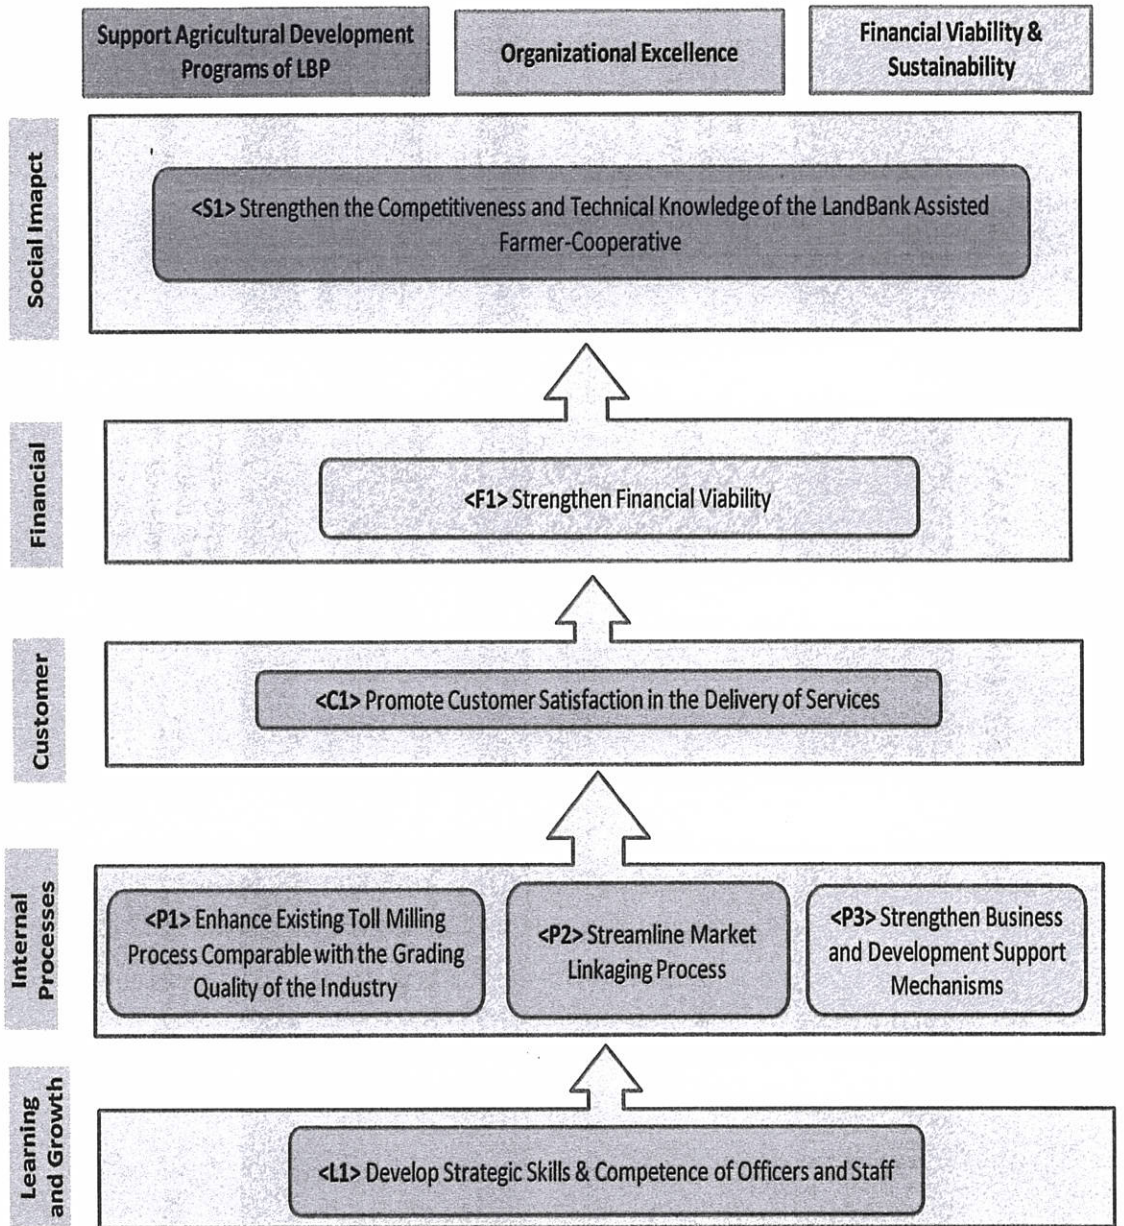 Support Agricultural Development
Programs of LBP
Organizational Excellence
Financial Viability &
Sustainability
Social Imapct
<S1> Strengthen the Competitiveness and Technical Knowledge of the LandBank Assisted
Farmer-Cooperative
Financial
<F1> Strengthen Financial Viability
Customer
<C1> Promote Customer Satisfaction in the Delivery of Services
Internal
Processes
<P1> Enhance Existing Toll Milling
Process Comparable with the Grading
Quality of the Industry
<P2> Streamline Market
Linkaging Process
<P3> Strengthen Business
and Development Support
Mechanisms
Learning
and Growth
<L1> Develop Strategic Skills & Competence of Officers and Staff